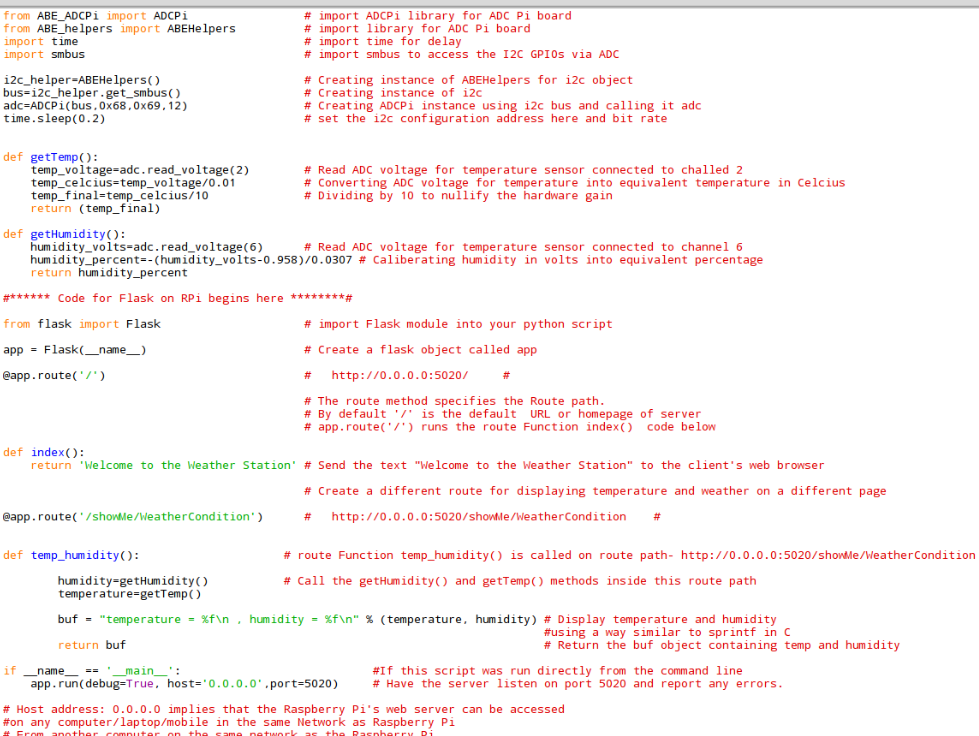 from ABE_ADCPi import ADCPi # import ADCPi library for ADC Pi board
from ABE_helpers import ABEHelpers # import library for ADC Pi board
import time # import time for delay
import smbus # import smbus to access the I2C GPIOs via ADC
i2c_helper=ABEHelpers() # Creating instance of ABEHelpers for i2c object
bus=i2c_helper.get_smbus() # Creating instance of i2c
adc=ADCPi(bus,0x68,0x69,12) # Creating ADCPi instance using i2c bus and calling it adc
time.sleep(0.2) # set the i2c configuration address here and bit rate
def getTemp():
temp_voltage=adc.read_voltage(2) # Read ADC voltage for temperature sensor connected to challed 2
temp_celcius=temp_voltage/0.01 # Converting ADC voltage for temperature into equivalent temperature in Celcius
temp_final=temp_celcius/10 # Dividing by 10 to nullify the hardware gain
return (temp_final)
def getHumidity():
humidity_volts=adc.read_voltage(6) # Read ADC voltage for temperature sensor connected to channel 6
humidity_percent=-(humidity_volts-0.958)/0.0307 # Caliberating humidity in volts into equivalent percentage
return humidity_percent
#****** Code for Flask on RPi begins here ********#
from flask import Flask # import Flask module into your python script
app = Flask(__name__) # Create a flask object called app
@app.route('/') # http://0.0.0.0:5020/ #
# The route method specifies the Route path.
# By default '/' is the default URL or homepage of server
# app.route('/') runs the route Function index() code below
def index():
return 'Welcome to the Weather Station' # Send the text "Welcome to the Weather Station" to the client's web browser
# Create a different route for displaying temperature and weather on a different page
@app.route('/showMe/WeatherCondition') # http://0.0.0.0:5020/showMe/WeatherCondition #
def temp_humidity(): # route Function temp_humidity() is called on route path- http://0.0.0.0:5020/showMe/WeatherCondition
humidity=getHumidity() # Call the getHumidity() and getTemp() methods inside this route path
temperature=getTemp()
buf = "temperature = %f\n , humidity = %f\n" % (temperature, humidity) # Display temperature and humidity
#using a way similar to sprintf in C
return buf # Return the buf object containing temp and humidity
if __name__ == '__main__': #If this script was run directly from the command line
app.run(debug=True, host='0.0.0.0',port=5020) # Have the server listen on port 5020 and report any errors.
# Host address: 0.0.0.0 implies that the Raspberry Pi's web server can be accessed
#on any computer/laptop/mobile in the same Network as Raspberry Pi
# From another computer on the same network as the Raspberry Pi